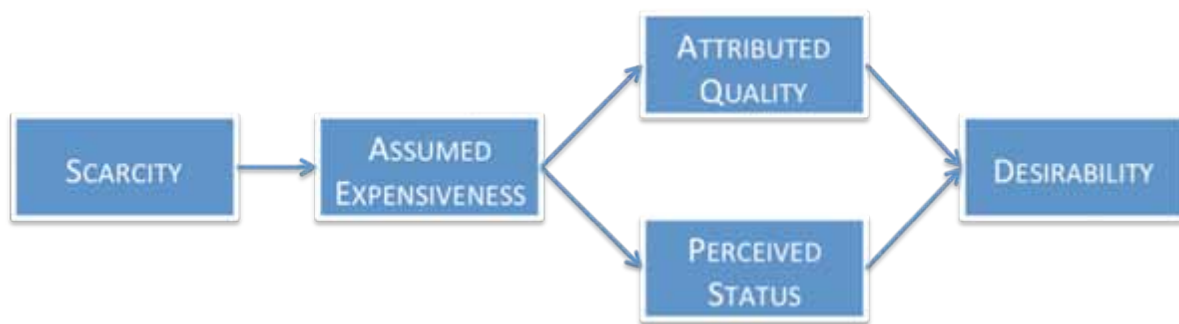 SCARCITY
ASSUMED
EXPENSIVENESS
ATTRIBUTED
QUALITY
PERCEIVED
STATUS
DESIRABILITY